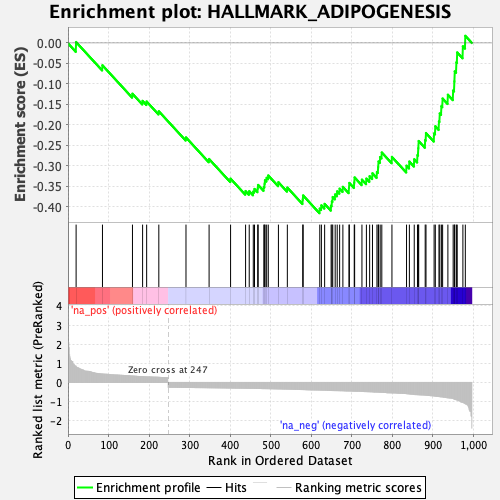 Enrichment plot: HALLMARK_ADIPOGENESIS
Enrichment score (ES)
0.00
-0.05
-0.10
-0.15
-0.20
-0.25
-0.30
-0.35
-0.40
'na_pos' (positively correlated)
Ranked list metric (PreRanked)
4
3
2
1
0
-1
-2
Zero cross at 247
'na_neg' (negatively correlated)
0
100
200
300
400
500
600
700
800
900
1,000
Rank in Ordered Dataset
Enrichment profile
Hits
Ranking metric scores